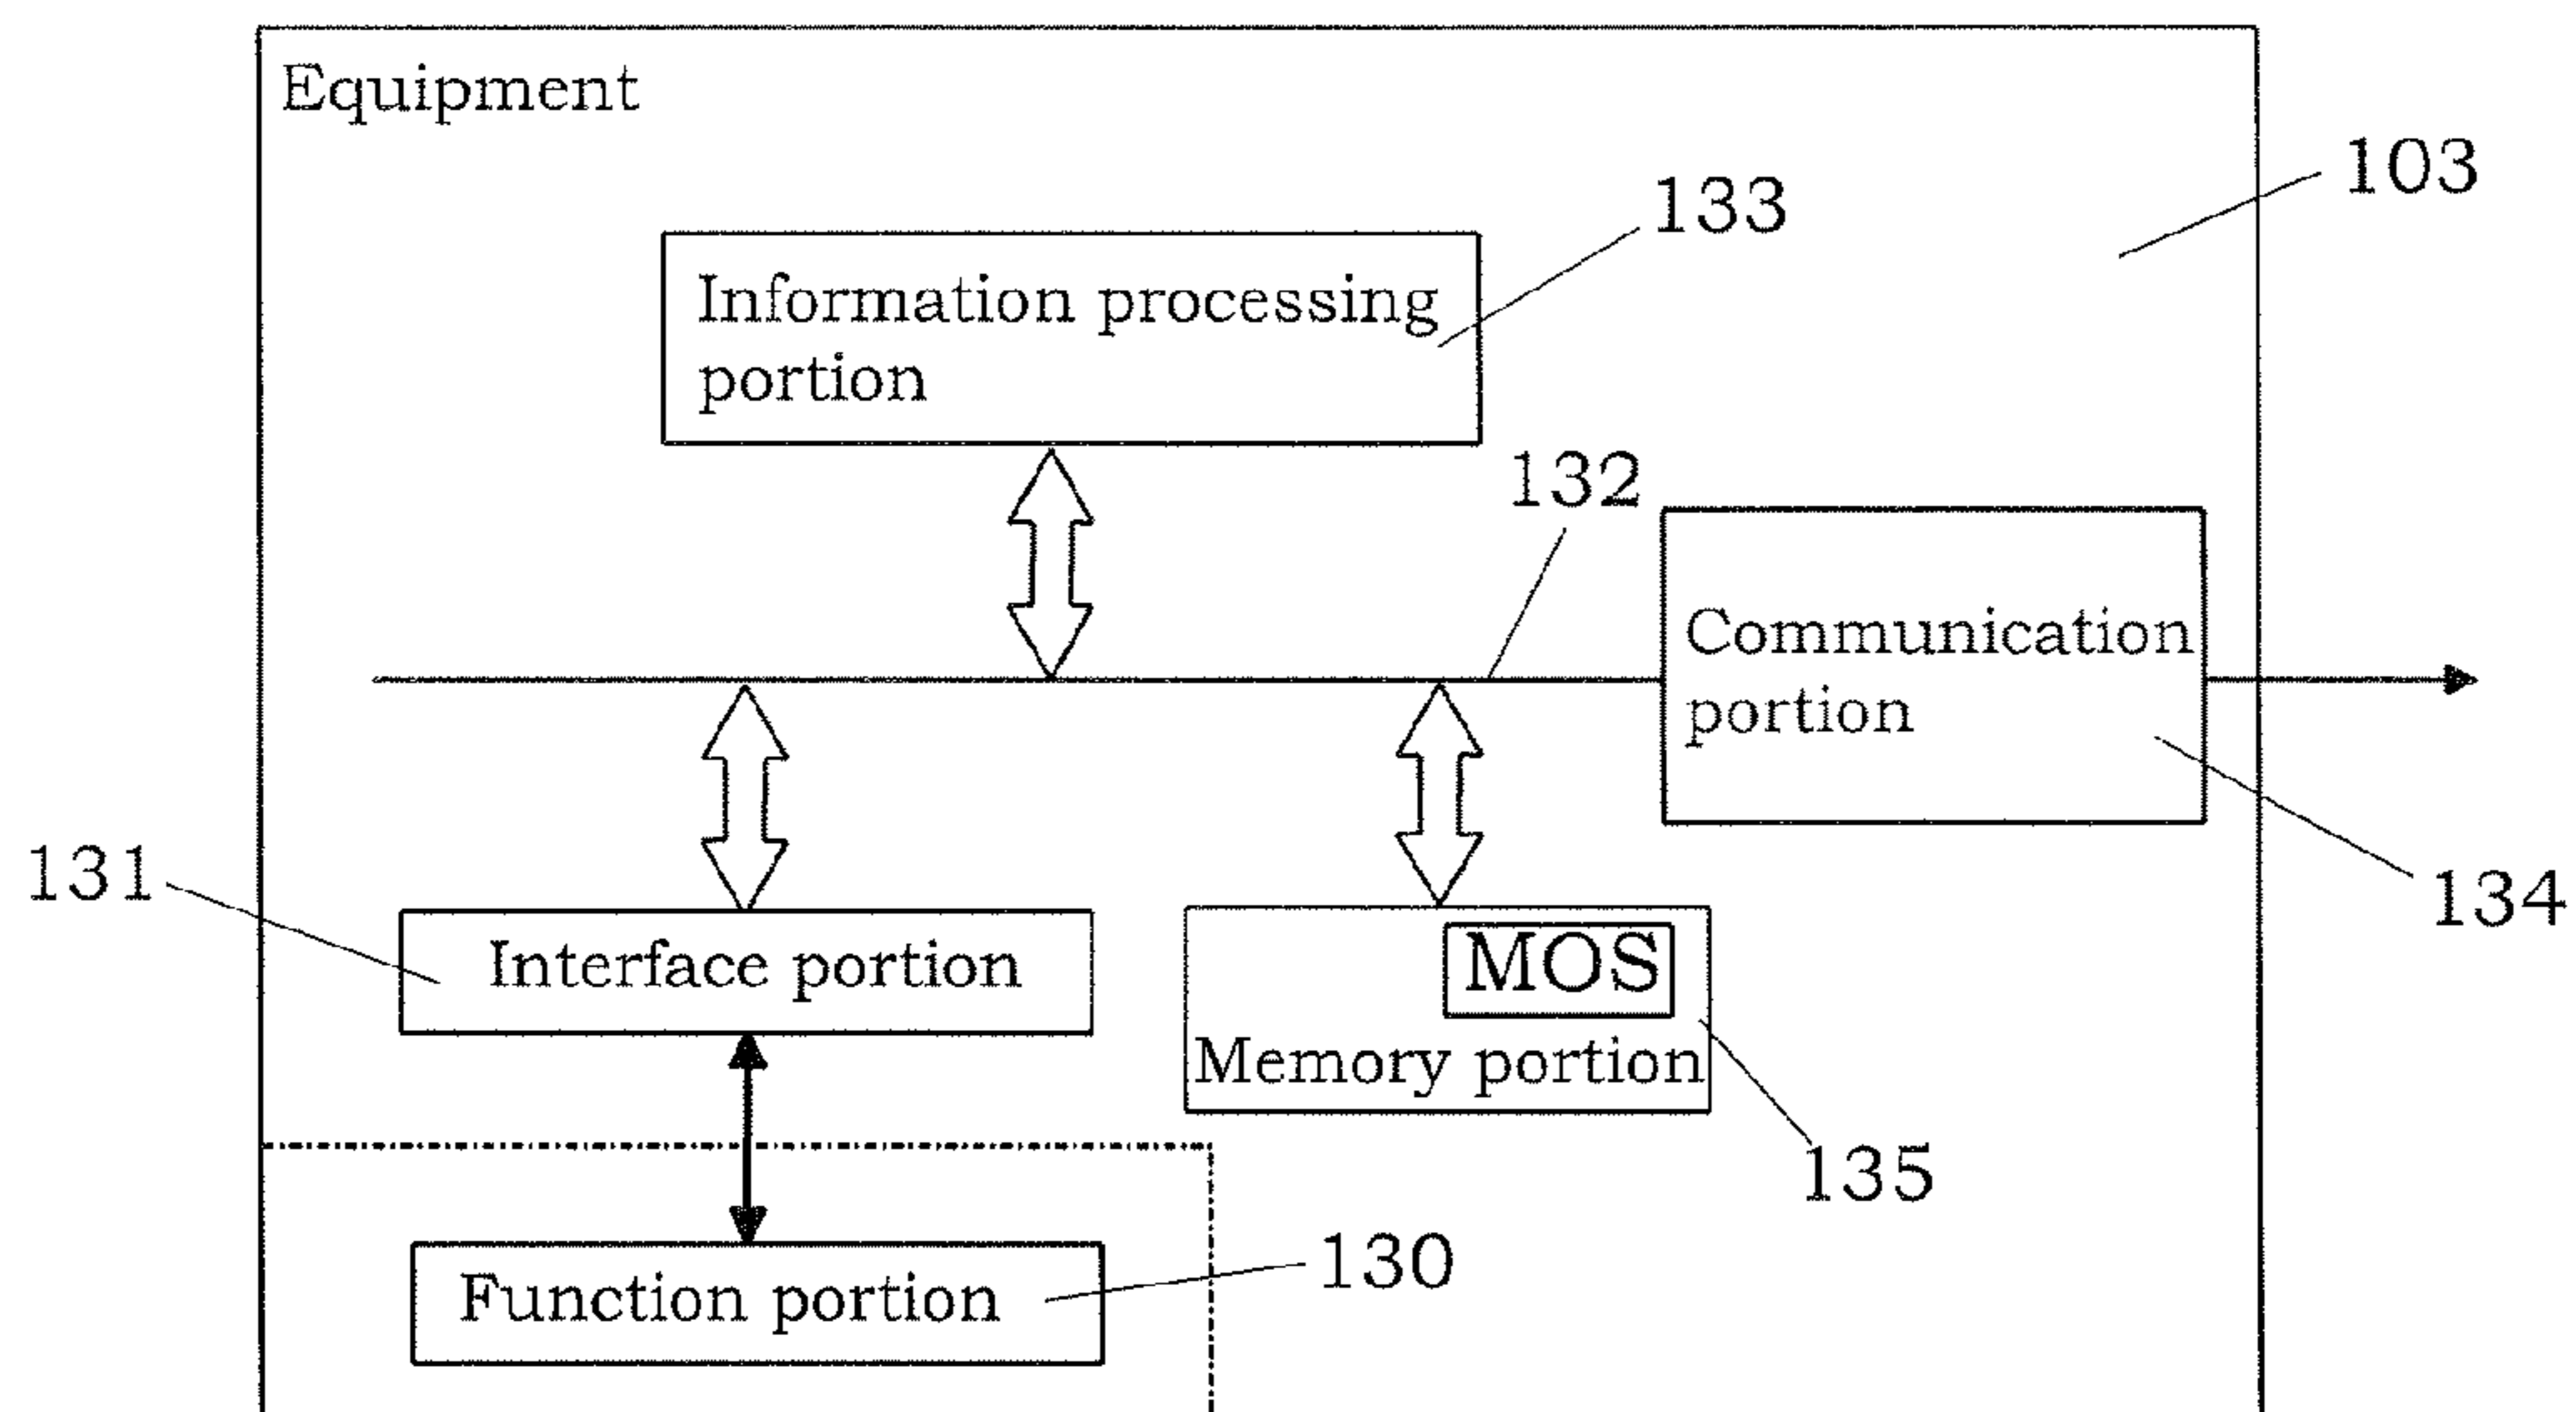 Equipment
103
133
Information processing
portion
132
Communication
portion
134
131
Interface portion
MOS
Memory portion
135
130
Function portion